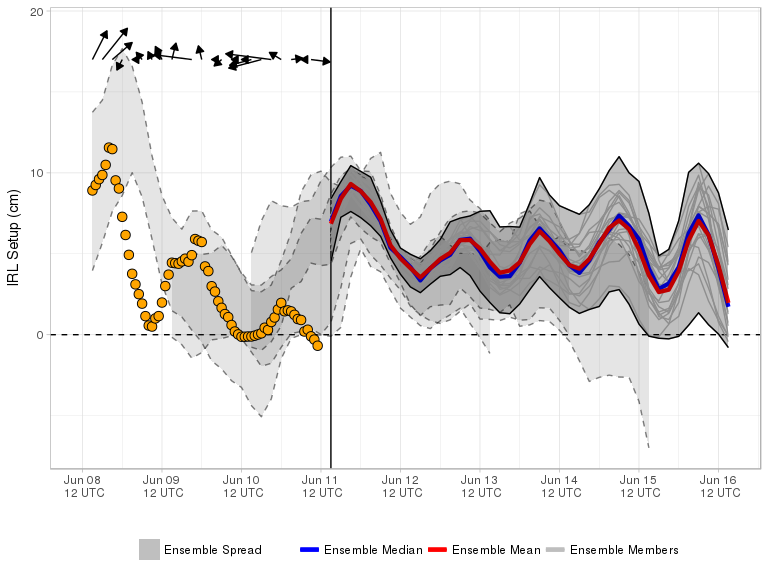 20
10
0
IRL Setup (cm)
Jun 08 Jun 09 Jun 10 Jun 11 Jun 12 Jun 13 Jun 14 Jun 15 Jun 16
12 UTC 12 UTC 12 UTC 12 UTC 12 UTC 12 UTC 12 UTC 12 UTC 12 UTC
Ensemble Spread Ensemble Median Ensemble Mean Ensemble Members